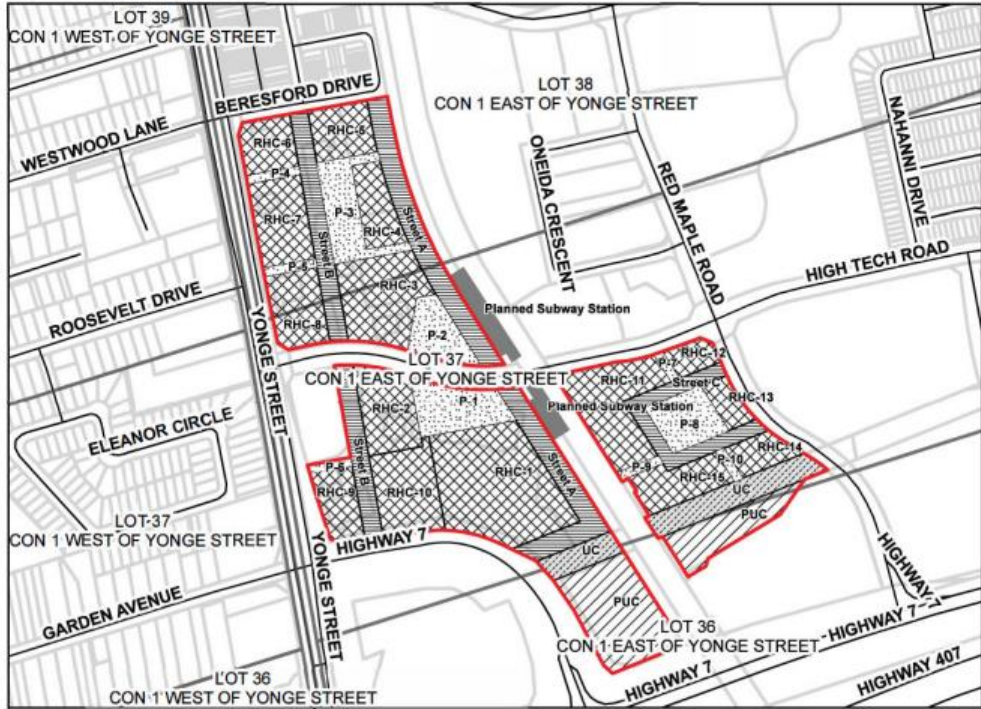 LOT 39
CON 1 WEST OF YONGE STREET
LOT 38
CON 1 EAST OF YONGE STREET
BERESFORD DRIVE
WESTWOOD LANE
NAHANNI DRIVE
ONEIDA CRESCENT
RED MAPLE ROAD
HIGH TECH ROAD
RHC-5
RHC-6
P-4
P-3
RHC-7
RHC-4
Street A
Street B
P-5
RHC-3
ROOSEVELT DRIVE
RHC-8
P-2
Planned Subway Station
YONGE STREET
LOT 37
CON 1 EAST OF YONGE STREET
RHC-12
P-7
RHC-11
Street C
RHC-13
P-1
RHC-2
Planned Subway Station
P-8
ELEANOR CIRCLE
RHC-14
P-6
Street B
RHC-1
Street A
P-9
P-10
RHC-9
RHC-10
RHC-15
UC
PUC
LOT 37
CON 1 WEST OF YONGE STREET
HIGHWAY 7
UC
YONGE STREET
GARDEN AVENUE
PUC
HIGHWAY 7
LOT 36
CON 1 EAST OF YONGE STREET
HIGHWAY 7
HIGHWAY 7
HIGHWAY 407
LOT 36
CON 1 WEST OF YONGE STREET